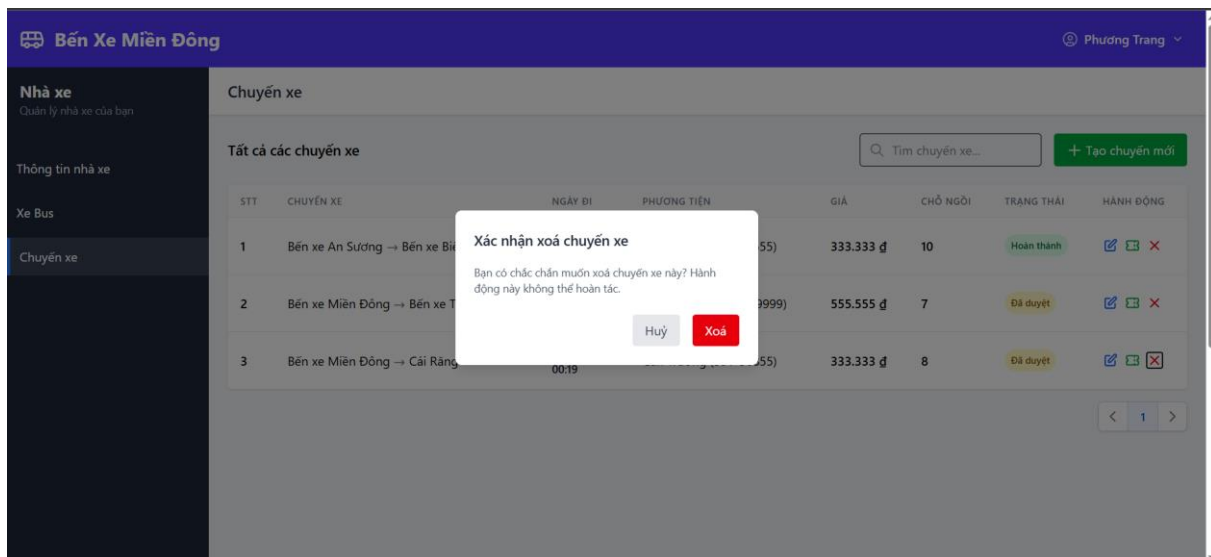 Bến Xe Miền Đông
Phương Trang
Nhà xe
Quản lý nhà xe của bạn
Thông tin nhà xe
Xe Bus
Chuyến xe
Chuyến xe
Tất cả các chuyến xe
Tìm chuyến xe...
+ Tạo chuyến mới
STT CHUYẾN XE NGÀY ĐI PHƯƠNG TIỆN GIÁ CHỖ NGỒI TRẠNG THÁI HÀNH ĐỘNG
1 Bến xe An Sương → Bến xe 55) 333.333 ₫ 10 Hoàn thành
2 Bến xe Miền Đông → Bến xe 9999) 555.555 ₫ 7 Đã duyệt
3 Bến xe Miền Đông → Cái Răng 00:19 55) 333.333 ₫ 8 Đã duyệt
Xác nhận xoá chuyến xe
Bạn có chắc chắn muốn xoá chuyến xe này? Hành
động này không thể hoàn tác.
Huỷ Xoá
1